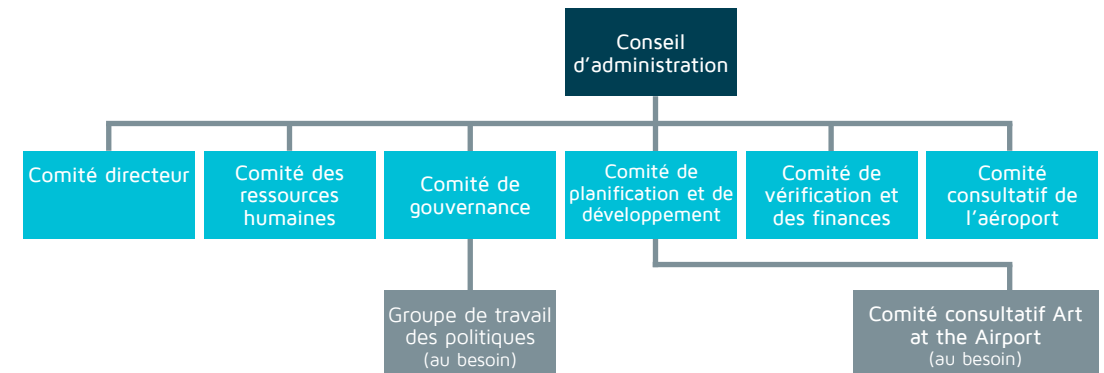 Conseil
d'administration
Comité directeur
Comité des
ressources
humaines
Comité de
gouvernance
Comité de
planification et de
développement
Comité de
vérification et
des finances
Comité
consultatif de
l'aéroport
Groupe de travail
des politiques
(au besoin)
Comité consultatif Art
at the Airport
(au besoin)